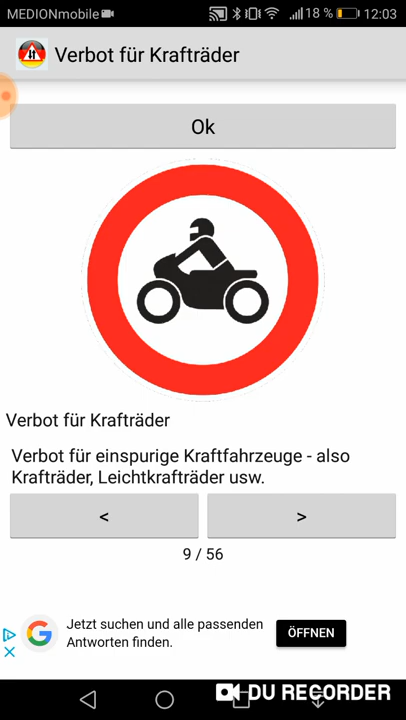 MEDIONmobile 18 % 12:03
Verbot für Krafträder
Ok
Verbot für Krafträder
Verbot für einspurige Kraftfahrzeuge - also
Krafträder, Leichtkrafträder usw.
< >
9 / 56
Jetzt suchen und alle passenden
Antworten finden.
ÖFFNEN
DU RECORDER